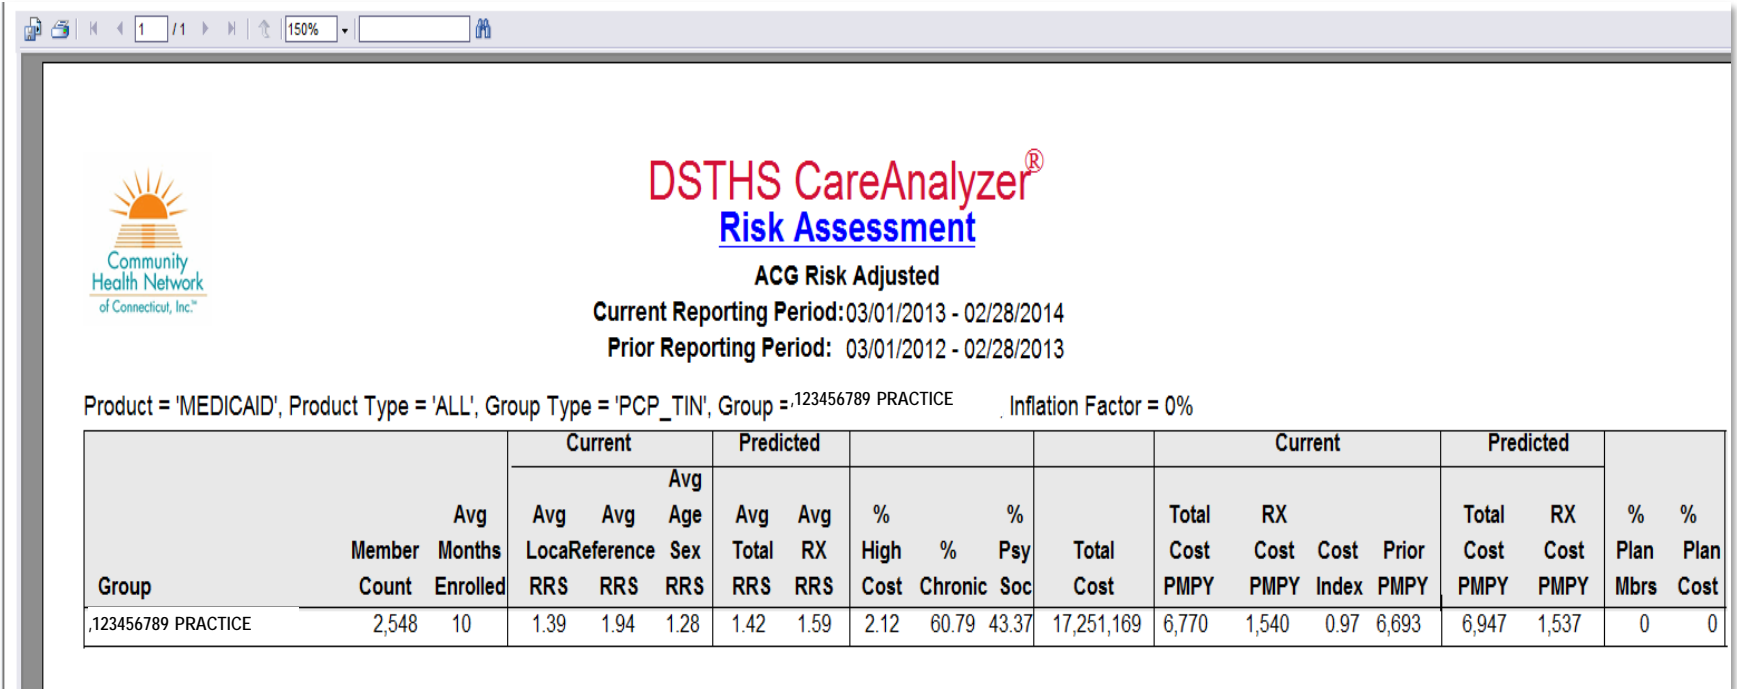 1 /1 150%
Community
Health Network
of Connecticut, Inc.℠
DSTHS CareAnalyzer®
Risk Assessment
ACG Risk Adjusted
Current Reporting Period: 03/01/2013 - 02/28/2014
Prior Reporting Period: 03/01/2012 - 02/28/2013
Product = 'MEDICAID', Product Type = 'ALL', Group Type = 'PCP_TIN', Group = ,123456789 PRACTICE , Inflation Factor = 0%
Current Predicted Current Predicted
Avg
Avg Avg Avg Age Avg Avg % % Total RX Total RX % %
Member Months LocaReference Sex Total RX High % Psy Total Cost Cost Cost Prior Cost Cost Plan Plan
Group Count Enrolled RRS RRS RRS RRS RRS Cost Chronic Soc Cost PMPY PMPY Index PMPY PMPY PMPY Mbrs Cost
,123456789 PRACTICE 2,548 10 1.39 1.94 1.28 1.42 1.59 2.12 60.79 43.37 17,251,169 6,770 1,540 0.97 6,693 6,947 1,537 0 0